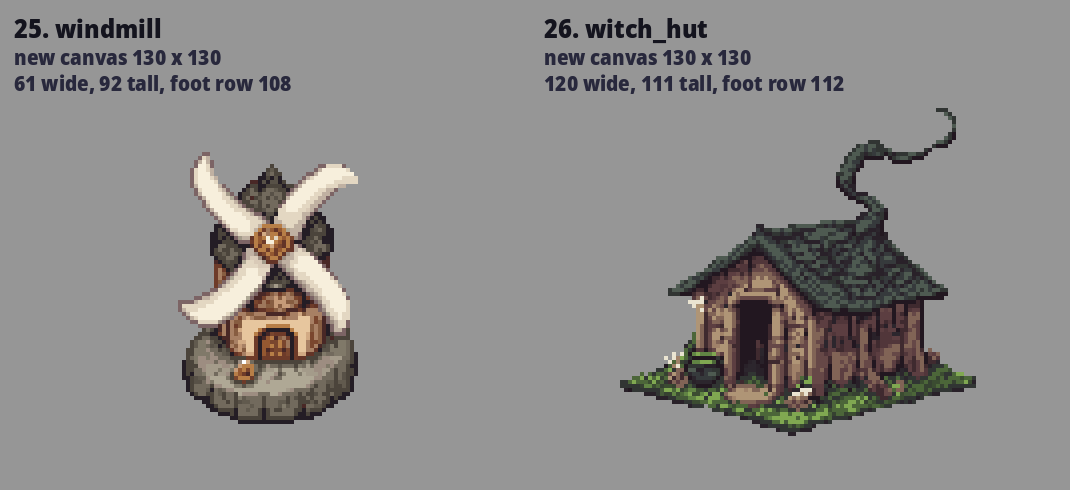 25. windmill
new canvas 130 x 130
61 wide, 92 tall, foot row 108
26. witch_hut
new canvas 130 x 130
120 wide, 111 tall, foot row 112